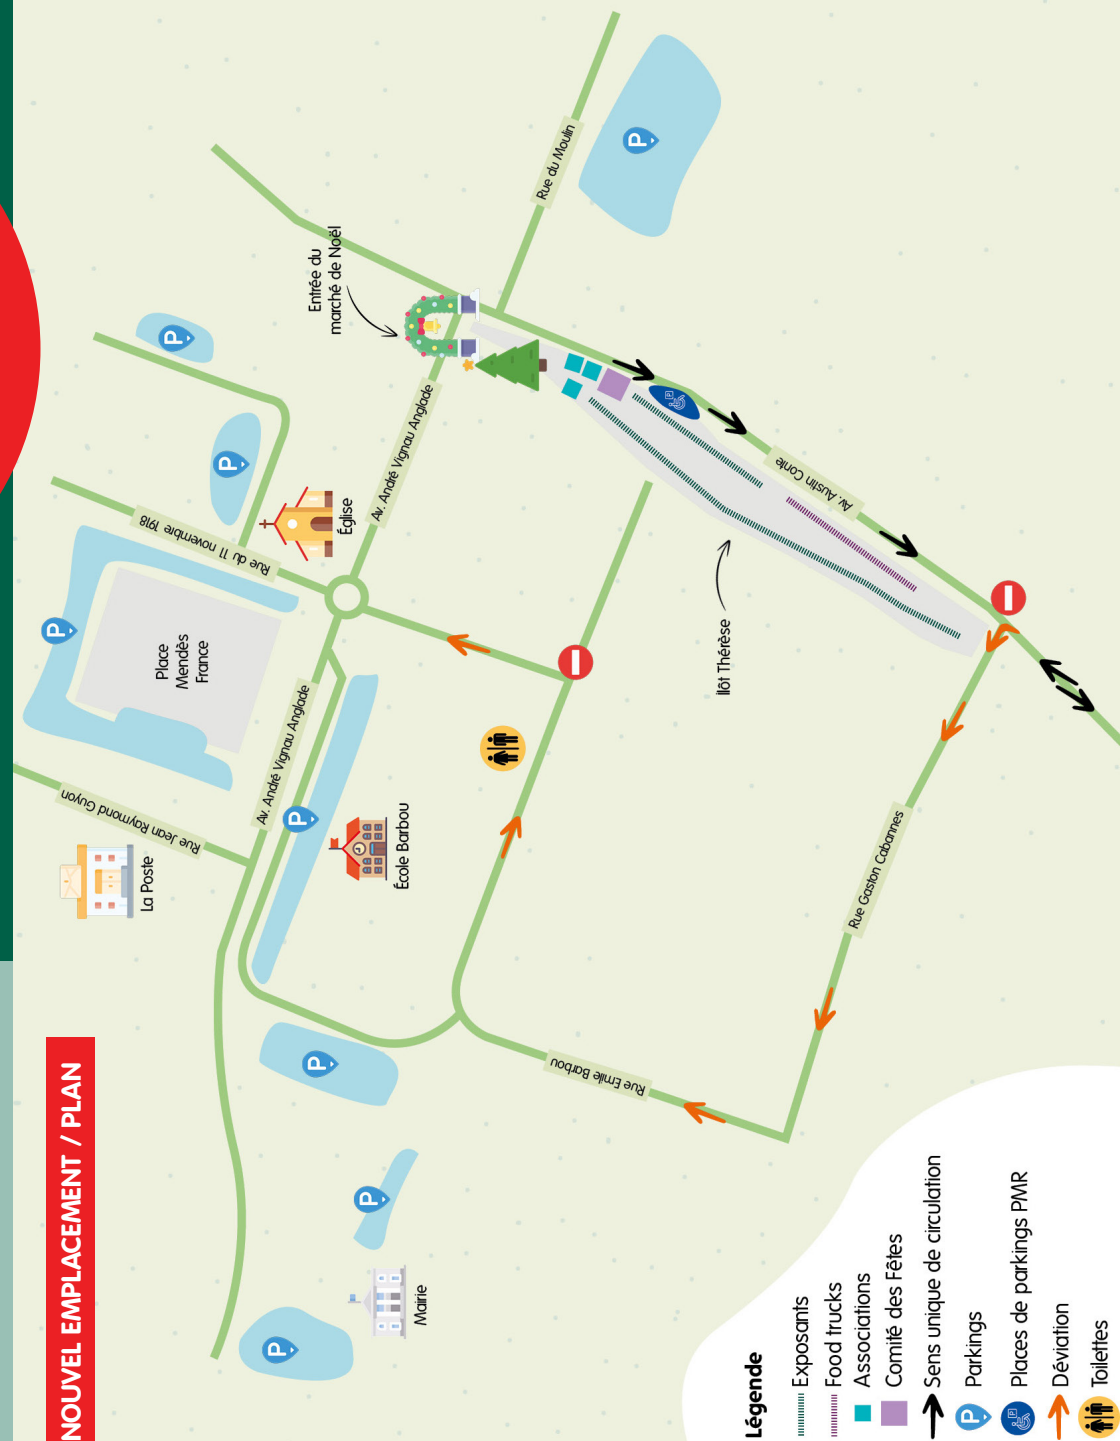 NOUVEL EMPLACEMENT / PLAN
La Poste
Rue Jean Raymond Guyon
Place
Mendès
France
Rue du 11 novembre 1918
Église
Av. André Vignau Anglade
Av. André Vignau Anglade
École Barbou
Mairie
Entrée du
marché de Noël
Rue du Moulin
Av. Austin Conte
Îlôt Thérèse
Rue Gaston Cabannes
Rue Emile Barbou
P
P
P
P
P
P
P
P
P
Légende
Exposants
Food trucks
Associations
Comité des Fêtes
Sens unique de circulation
P
Parkings
P
Places de parkings PMR
Déviation
Toilettes